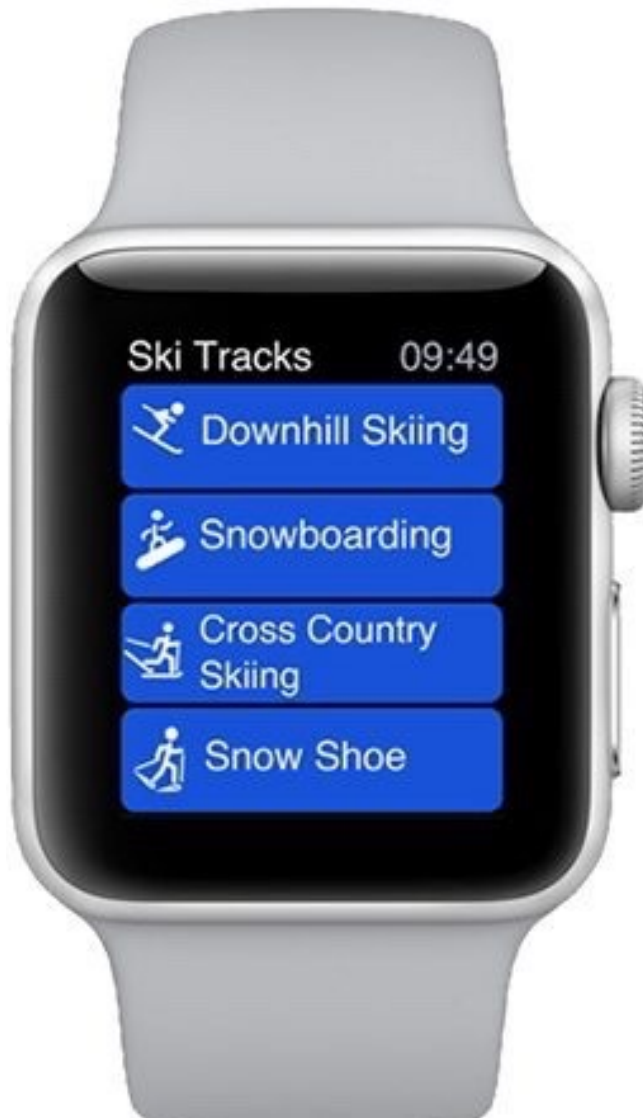 Ski Tracks 09:49
Downhill Skiing
Snowboarding
Cross Country
Skiing
Snow Shoe